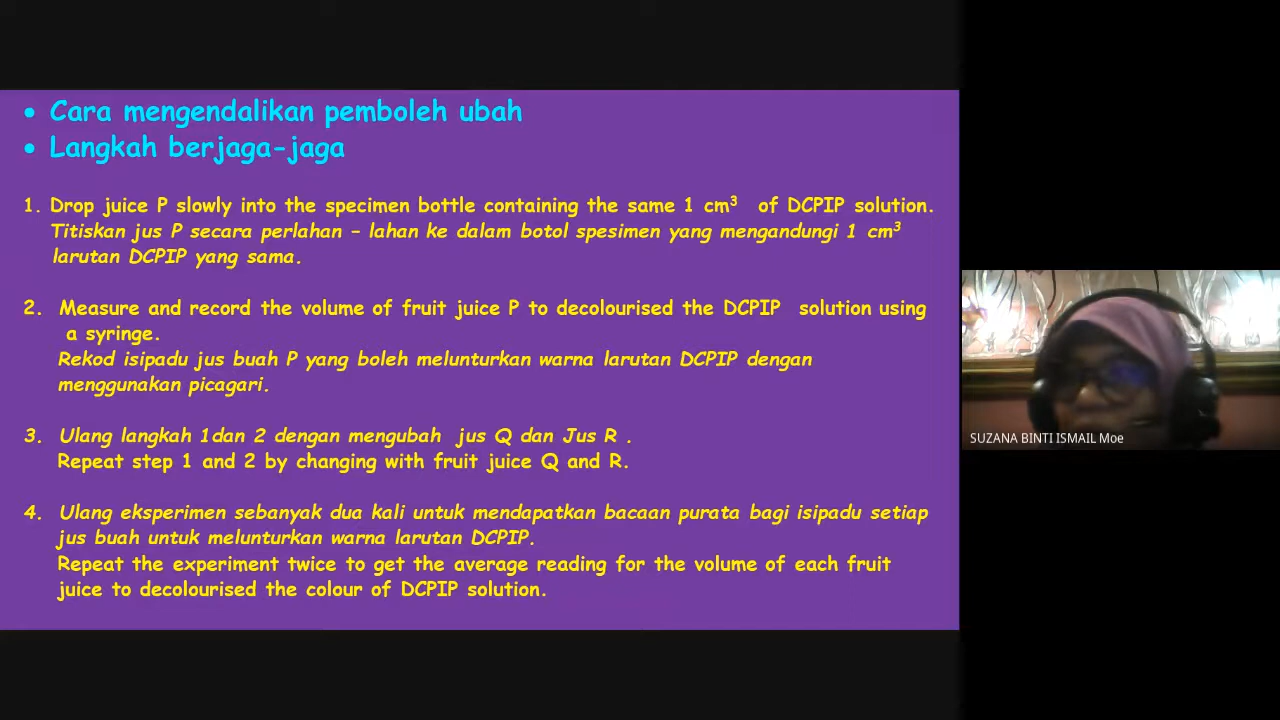 • Cara mengendalikan pemboleh ubah
• Langkah berjaga-jaga
1. Drop juice P slowly into the specimen bottle containing the same 1 cm³ of DCPIP solution.
Titiskan jus P secara perlahan – lahan ke dalam botol spesimen yang mengandungi 1 cm³
larutan DCPIP yang sama.
2. Measure and record the volume of fruit juice P to decolourised the DCPIP solution using
a syringe.
Rekod isipadu jus buah P yang boleh melunturkan warna larutan DCPIP dengan
menggunakan picagari.
3. Ulang langkah 1dan 2 dengan mengubah jus Q dan Jus R .
Repeat step 1 and 2 by changing with fruit juice Q and R.
4. Ulang eksperimen sebanyak dua kali untuk mendapatkan bacaan purata bagi isipadu setiap
jus buah untuk melunturkan warna larutan DCPIP.
Repeat the experiment twice to get the average reading for the volume of each fruit
juice to decolourised the colour of DCPIP solution.
SUZANA BINTI ISMAIL Moe